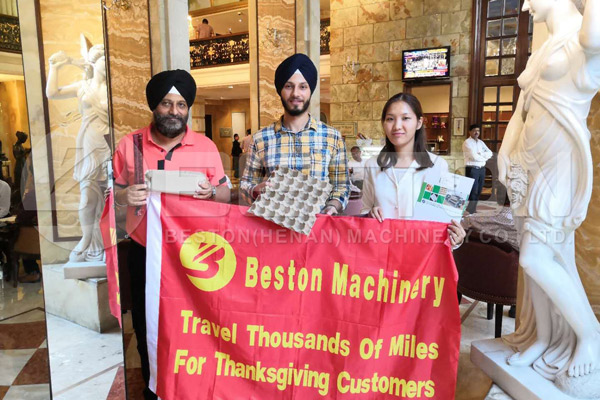 BESTON(HENAN) MACHINERY CO.,LTD.
Beston Machinery
Travel Thousands Of Miles
For Thanksgiving Customers